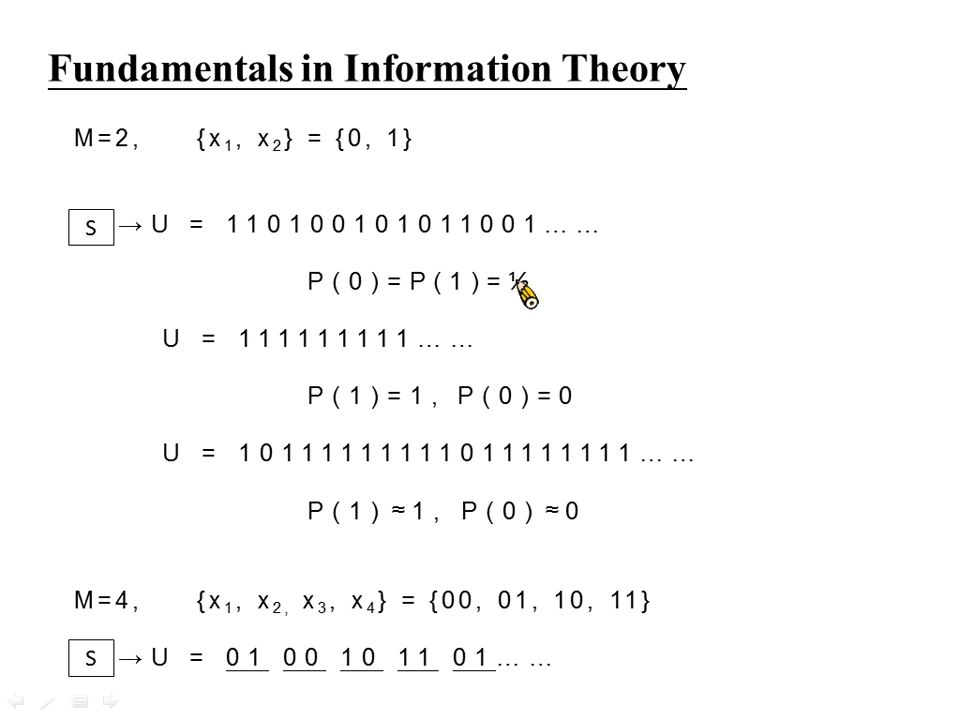 Fundamentals in Information Theory
M=2, {x₁, x₂} = {0, 1}
S → U = 1 1 0 1 0 0 1 0 1 0 1 1 0 0 1 … …
P ( 0 ) = P ( 1 ) = ½
U = 1 1 1 1 1 1 1 1 1 … …
P ( 1 ) = 1 , P ( 0 ) = 0
U = 1 0 1 1 1 1 1 1 1 1 1 0 1 1 1 1 1 1 1 1 … …
P ( 1 ) ≈ 1 , P ( 0 ) ≈ 0
M=4, {x₁, x₂, x₃, x₄} = {00, 01, 10, 11}
S → U = 0 1 0 0 1 0 1 1 0 1 … …